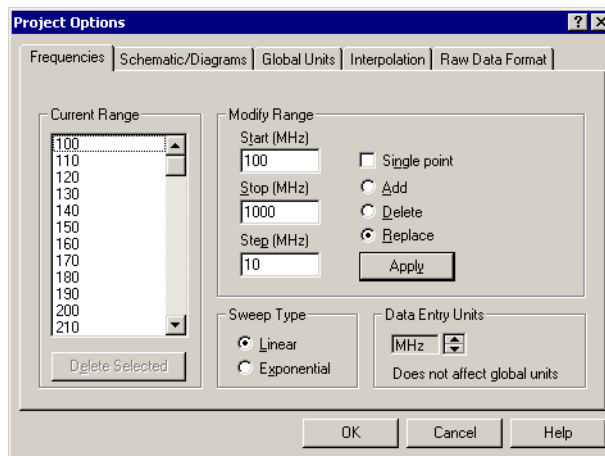 Project Options
Frequencies Schematic/Diagrams Global Units Interpolation Raw Data Format
Current Range
100
110
120
130
140
150
160
170
180
190
200
210
Delete Selected
Modify Range
Start (MHz)
100
Stop (MHz)
1000
Step (MHz)
10
Single point
Add
Delete
Replace
Apply
Sweep Type
Linear
Exponential
Data Entry Units
MHz
Does not affect global units
OK Cancel Help